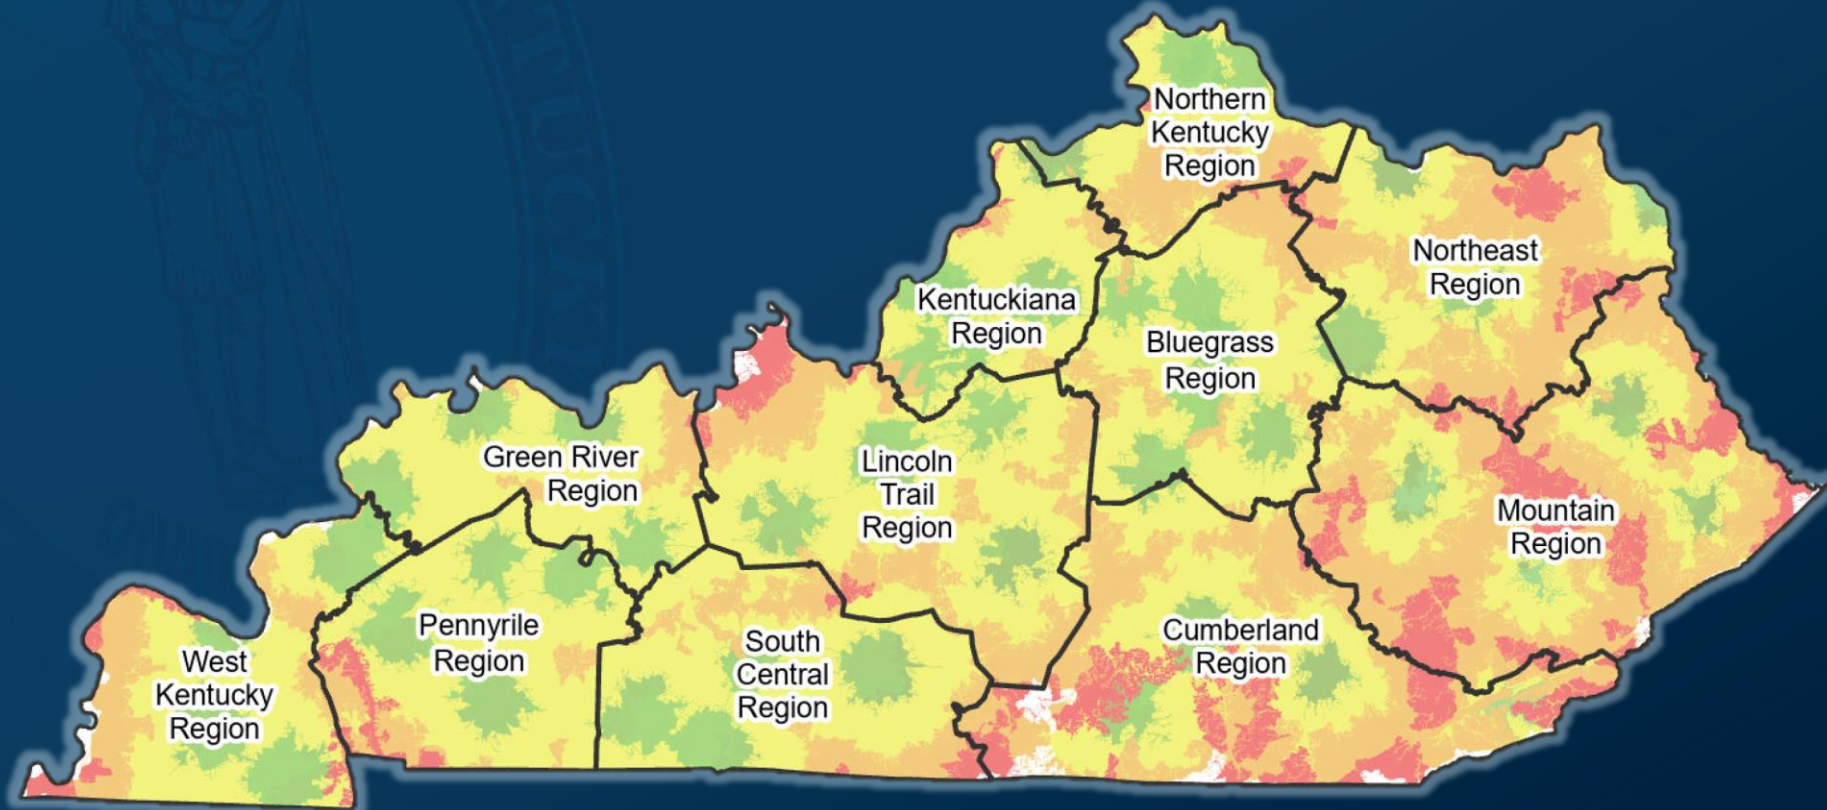 TUCK
Northern
Kentucky
Region
Northeast
Region
Kentuckiana
Region
Bluegrass
Region
Green River
Region
Lincoln
Trail
Region
Mountain
Region
Pennyrile
Region
South
Central
Region
Cumberland
Region
West
Kentucky
Region